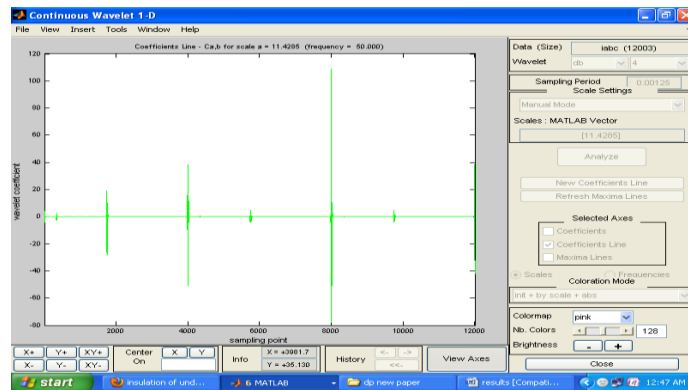 Continuous Wavelet 1-D
File View Insert Tools Window Help
Coefficients Line - Ca,b for scale a = 11.4285 (frequency = 50.000)
120
100
80
60
40
20
0
-20
-40
-60
-80
wavelet coefficient
2000 4000 6000 8000 10000 12000
sampling point
Data (Size) iabc (12003)
Wavelet db 4
Sampling Period 0.00125
Scale Settings
Manual Mode
Scales : MATLAB Vector
[11.4285]
Analyze
New Coefficients Line
Refresh Maxima Lines
Selected Axes
Coefficients
Coefficients Line
Maxima Lines
Scales Frequencies
Coloration Mode
init + by scale + abs
Colormap pink
Nb. Colors 128
Brightness - +
Close
X+ Y+ XY+
X- Y- XY-
Center On X Y
Info X = +3981.7
Y = +35.130
History <- ->
<<-
View Axes
start insulation of und... 6 MATLAB dp new paper results [Compati... 12:47 AM